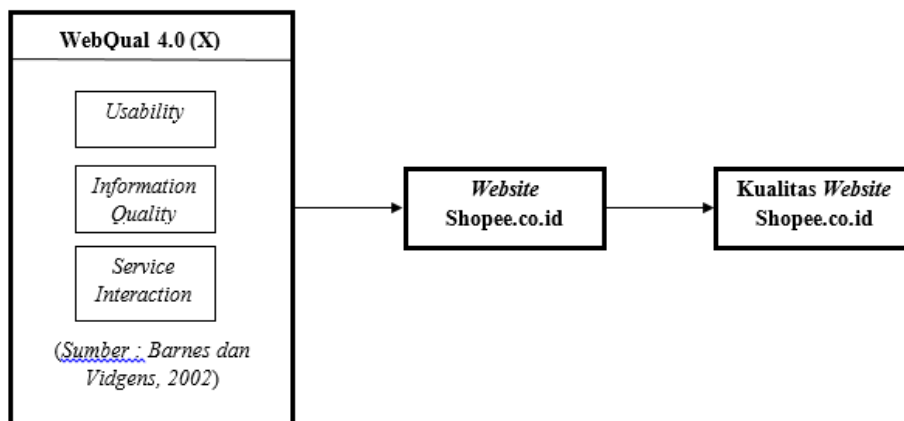 WebQual 4.0 (X)
Usability
Information
Quality
Service
Interaction
(Sumber : Barnes dan
Vidgens, 2002)
Website
Shopee.co.id
Kualitas Website
Shopee.co.id